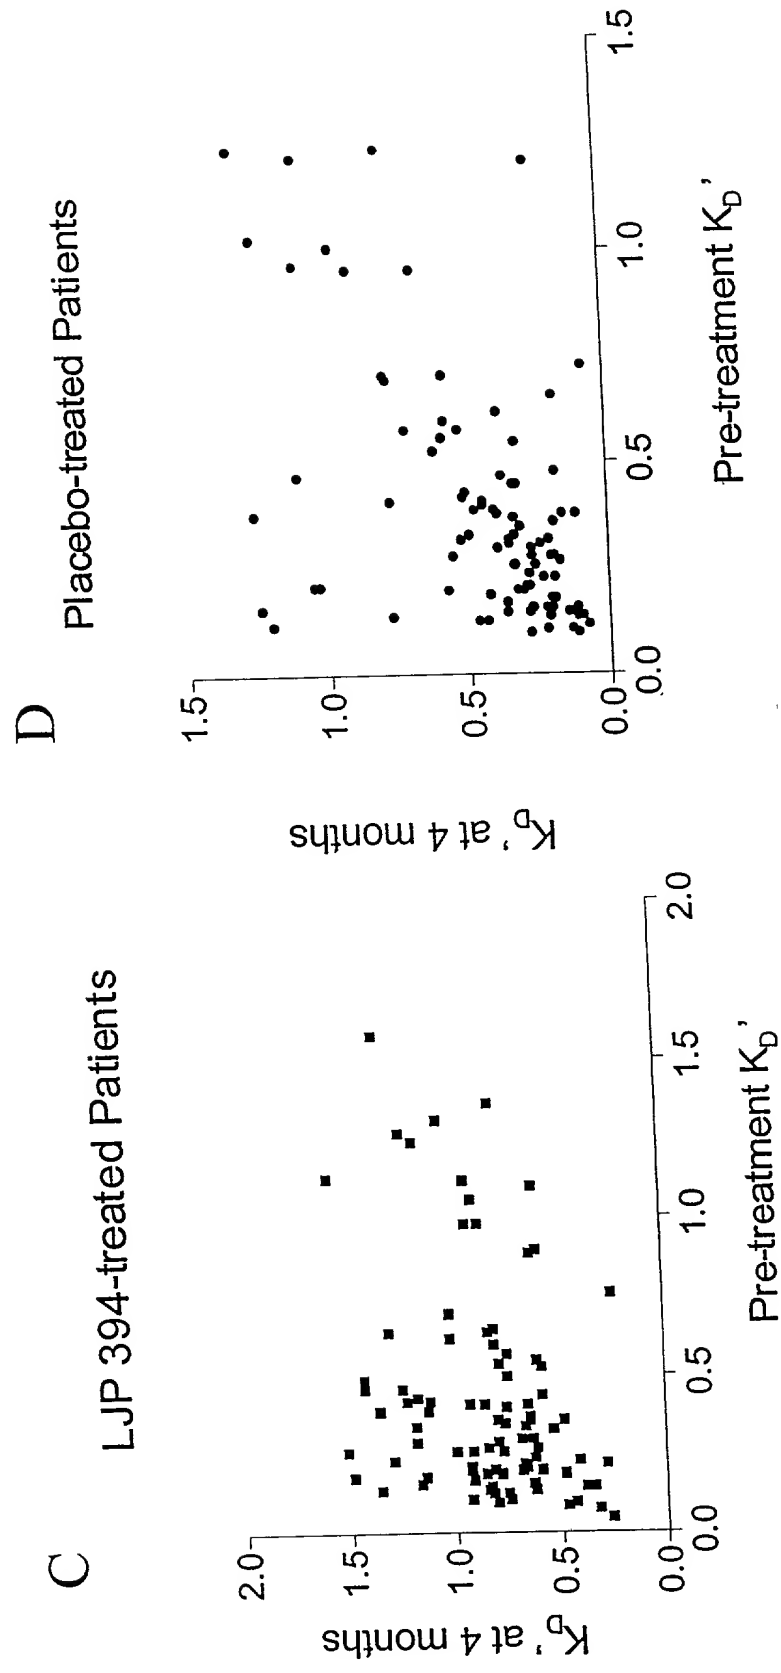 C
LJP 394-treated Patients
2.0
1.5
1.0
0.5
0.0
K_D' at 4 months
0.0
0.5
1.0
1.5
2.0
Pre-treatment K_D'
D
Placebo-treated Patients
1.5
1.0
0.5
0.0
K_D' at 4 months
0.0
0.5
1.0
1.5
Pre-treatment K_D'